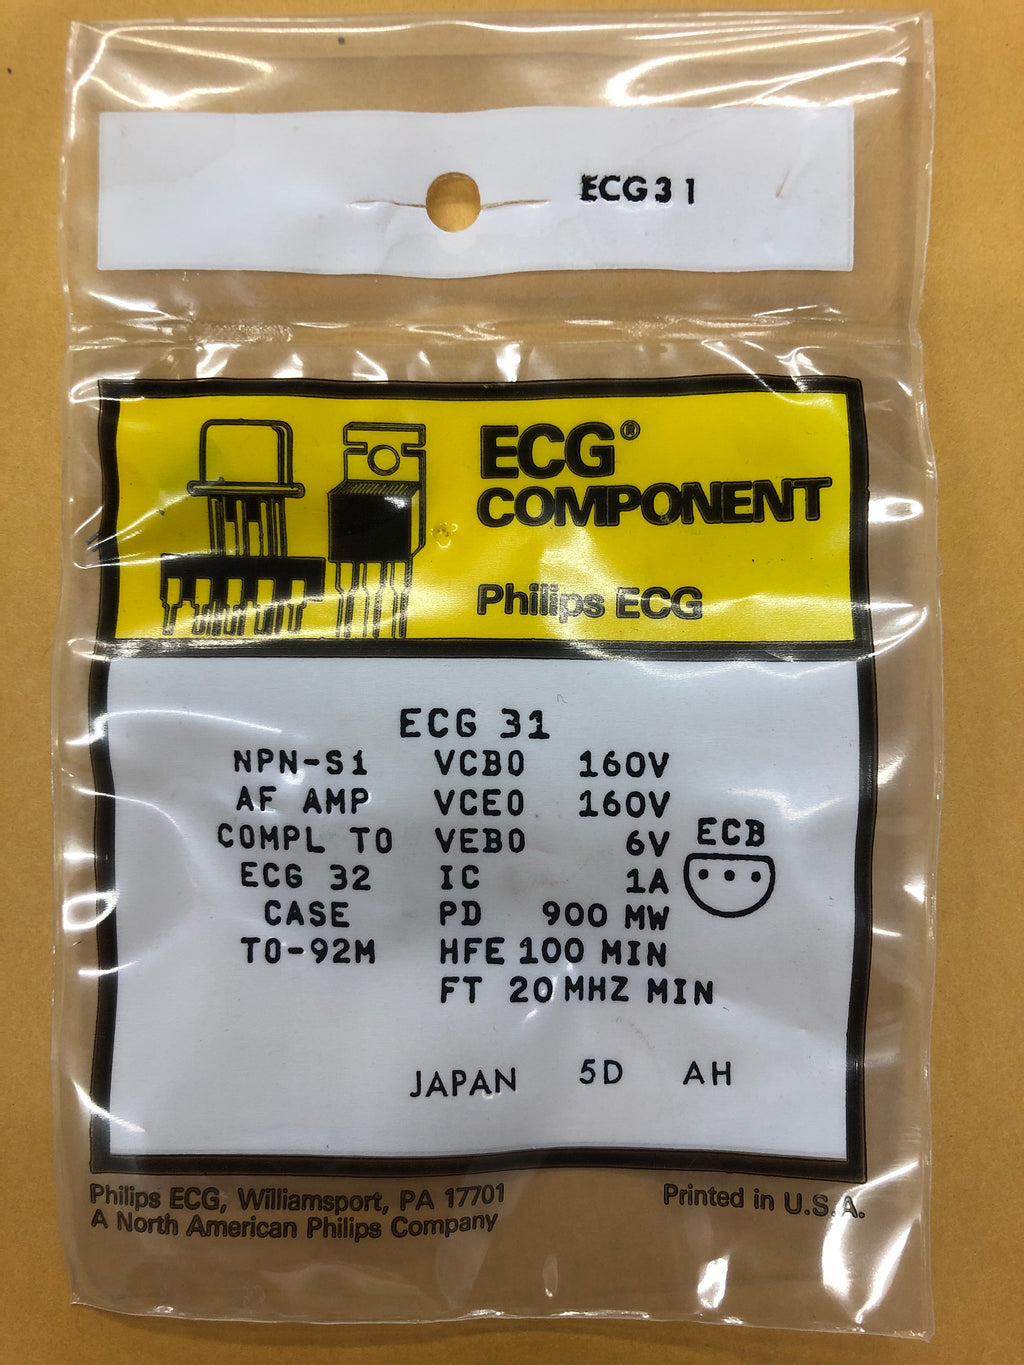 ECG31
ECG®
COMPONENT
Philips ECG
ECG 31
NPN-Si VCBO 160V
AF AMP VCEO 160V
COMPL TO VEBO 6V ECB
ECG 32 IC 1A
CASE PD 900 MW
TO-92M HFE 100 MIN
FT 20 MHZ MIN
JAPAN 5D AH
Philips ECG, Williamsport, PA 17701
A North American Philips Company
Printed in U.S.A.